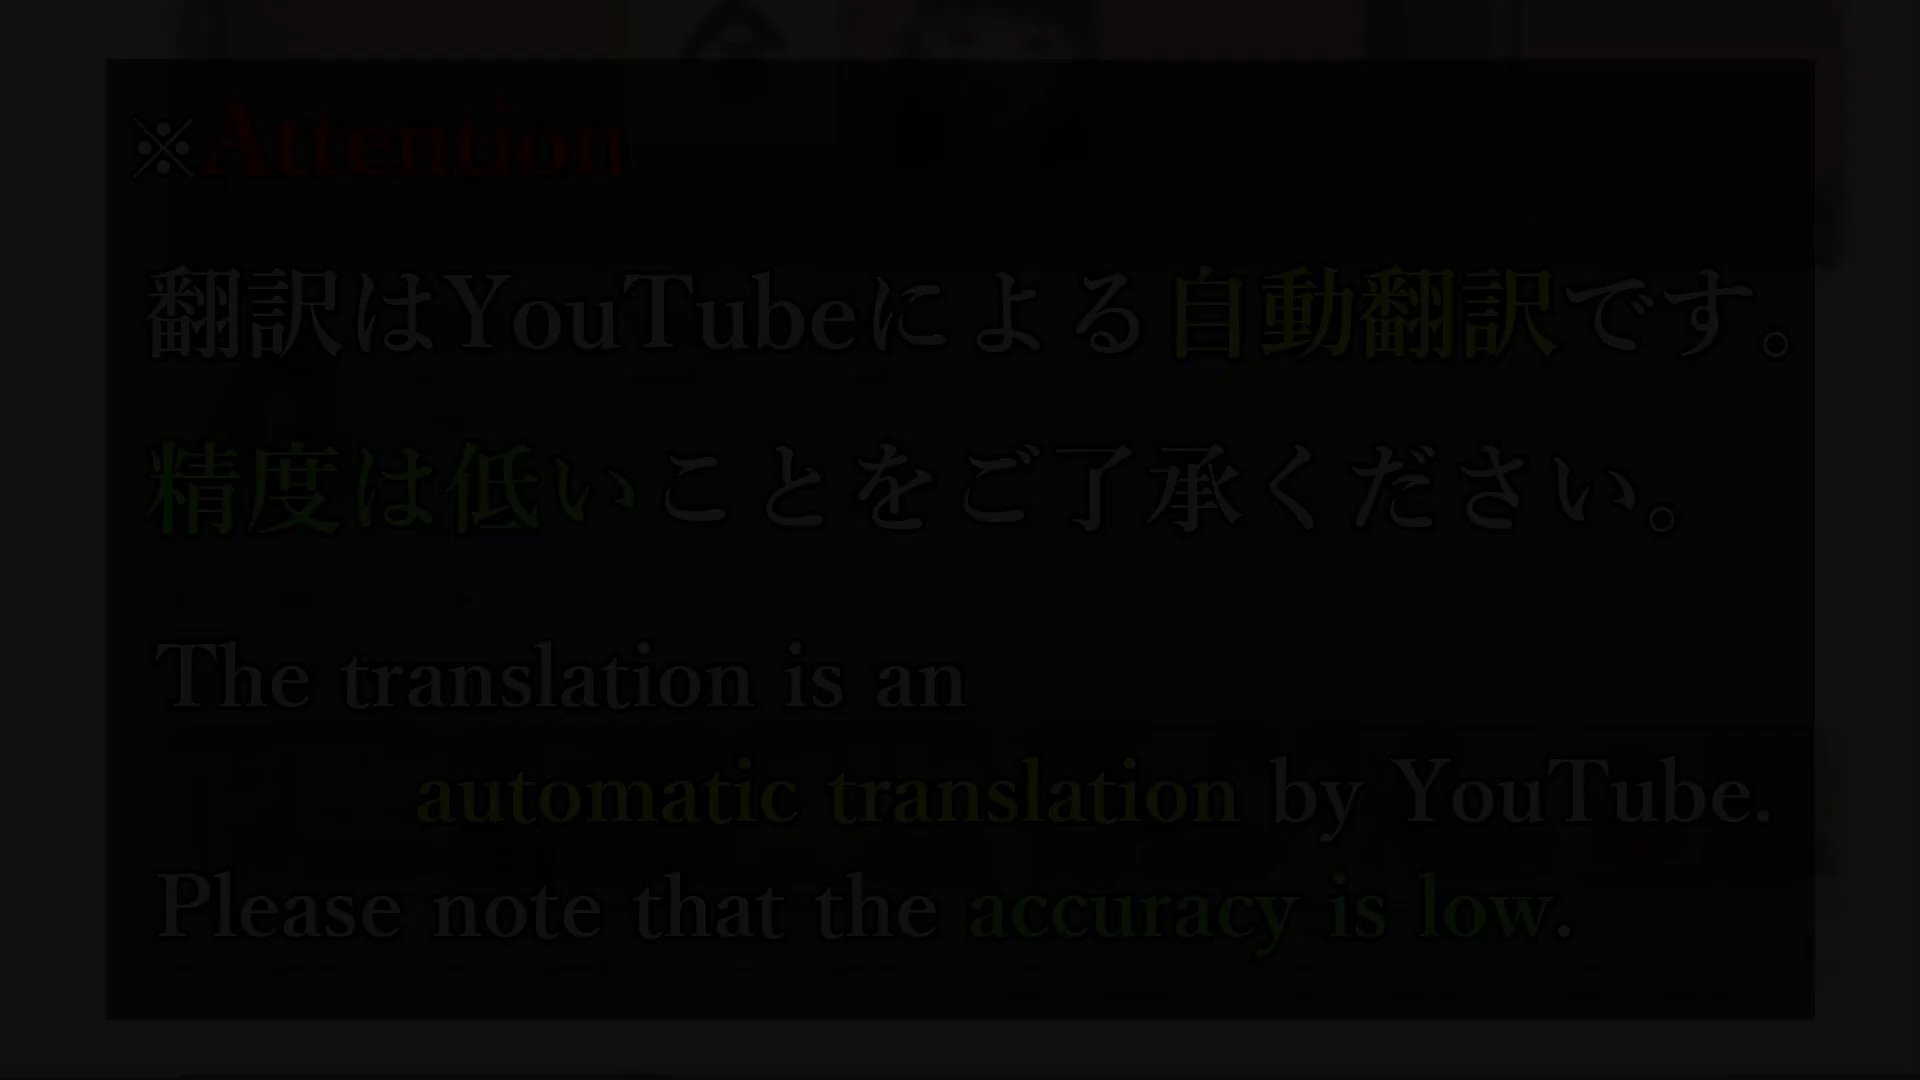 ※Attention
翻訳はYouTubeによる自動翻訳です。
精度は低いことをご了承ください。
The translation is an
automatic translation by YouTube.
Please note that the accuracy is low.